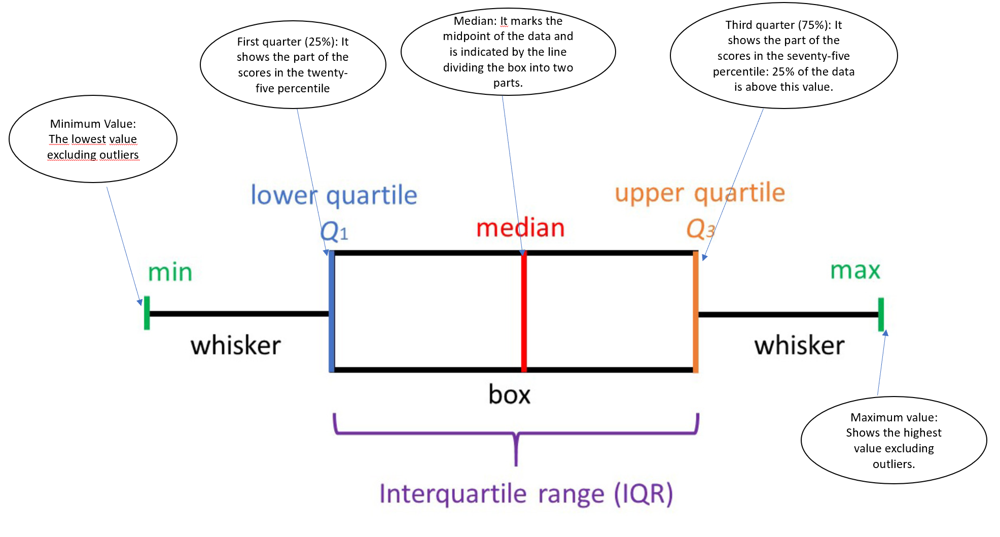 Minimum Value:
The lowest value
excluding outliers
First quarter (25%): It
shows the part of the
scores in the twenty-
five percentile
Median: It marks the
midpoint of the data and
is indicated by the line
dividing the box into two
parts.
Third quarter (75%): It
shows the part of the
scores in the seventy-five
percentile: 25% of the data
is above this value.
lower quartile
Q1
median
upper quartile
Q3
min
max
whisker
whisker
box
Maximum value:
Shows the highest
value excluding
outliers.
Interquartile range (IQR)